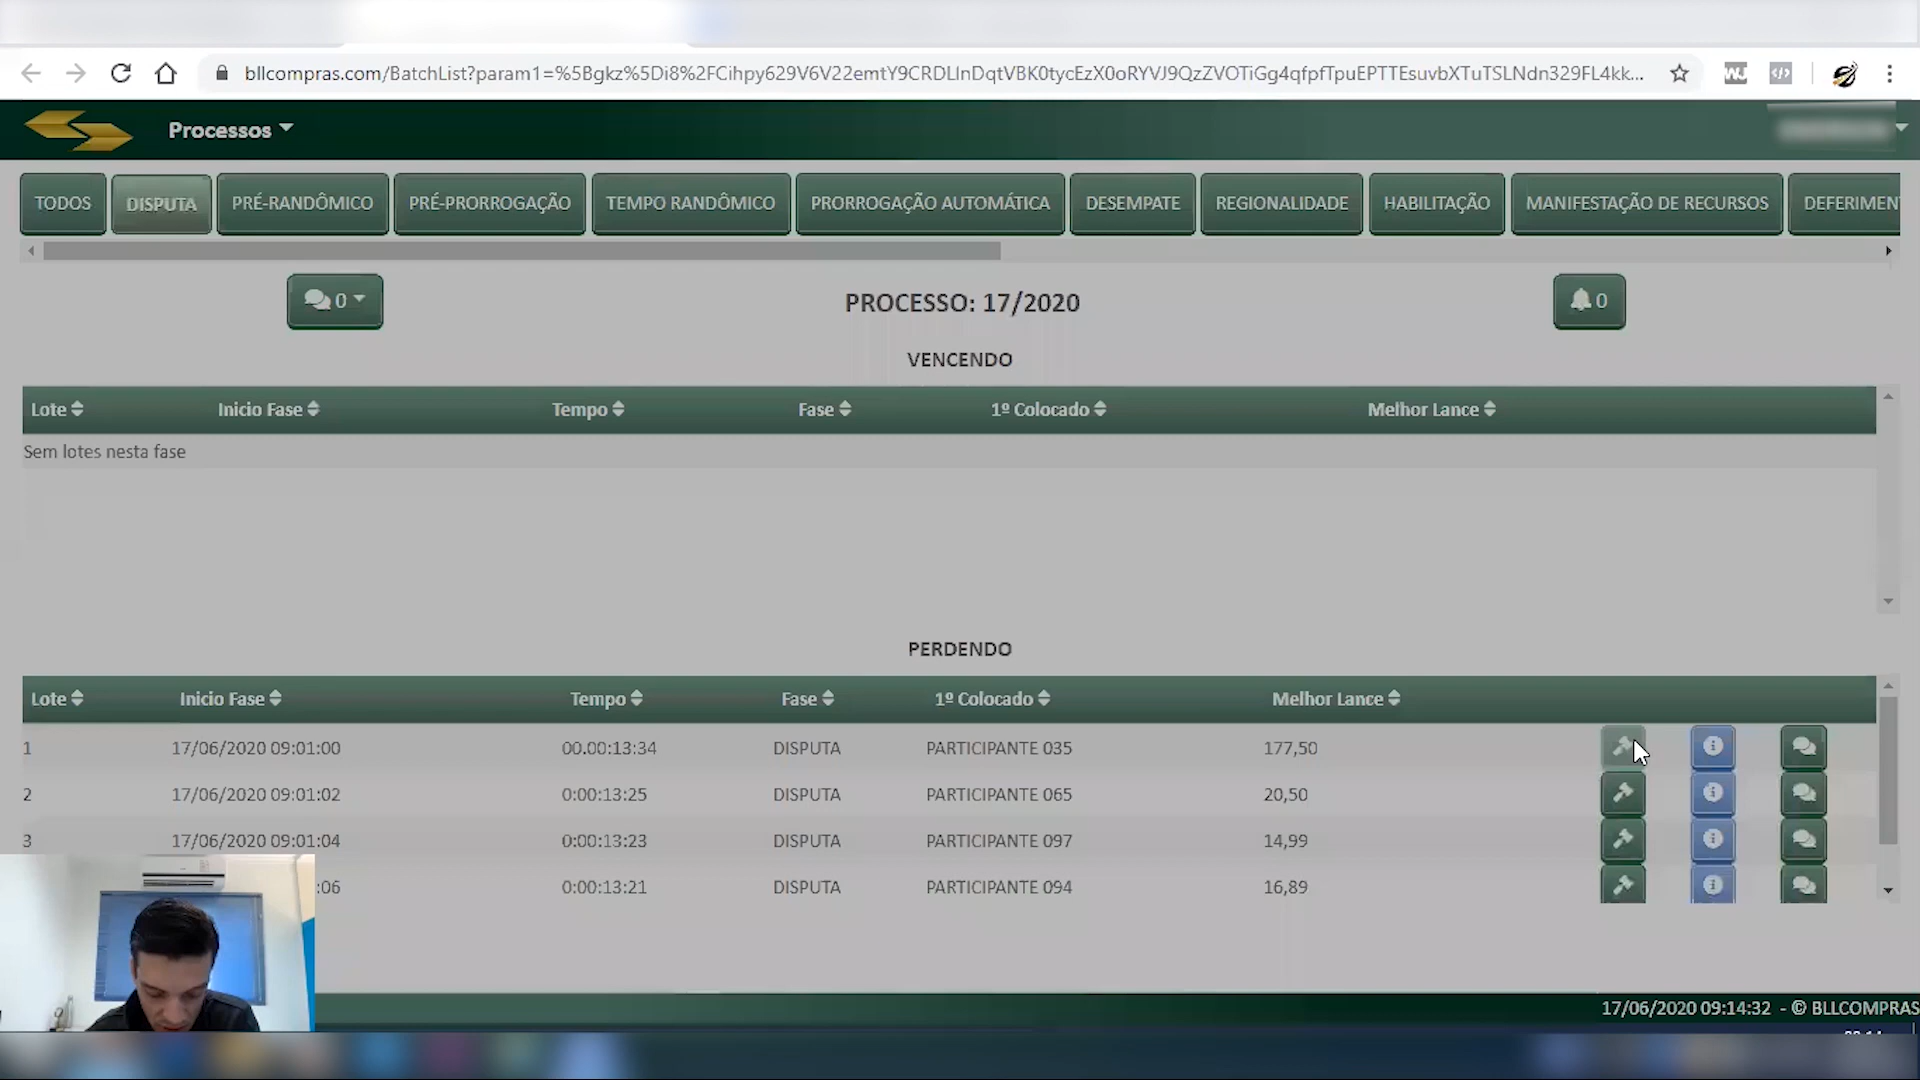 bllcompras.com/BatchList?param1=%5Bgkz%5Di8%2FCihpy629V6V22emtY9CRDLlnDqtVBK0tycEzX0oRYVJ9QzZVOTiGg4qfpfTpuEPTTEsuvbXTuTSLNdn329FL4kk...
Processos
TODOS DISPUTA PRÉ-RANDÔMICO PRÉ-PRORROGAÇÃO TEMPO RANDÔMICO PRORROGAÇÃO AUTOMÁTICA DESEMPATE REGIONALIDADE HABILITAÇÃO MANIFESTAÇÃO DE RECURSOS DEFERIMEN
0 PROCESSO: 17/2020 0
VENCENDO
Lote Inicio Fase Tempo Fase 1º Colocado Melhor Lance
Sem lotes nesta fase
PERDENDO
Lote Inicio Fase Tempo Fase 1º Colocado Melhor Lance
1 17/06/2020 09:01:00 00.00:13:34 DISPUTA PARTICIPANTE 035 177,50
2 17/06/2020 09:01:02 0:00:13:25 DISPUTA PARTICIPANTE 065 20,50
3 17/06/2020 09:01:04 0:00:13:23 DISPUTA PARTICIPANTE 097 14,99
:06 0:00:13:21 DISPUTA PARTICIPANTE 094 16,89
17/06/2020 09:14:32 - © BLLCOMPRAS